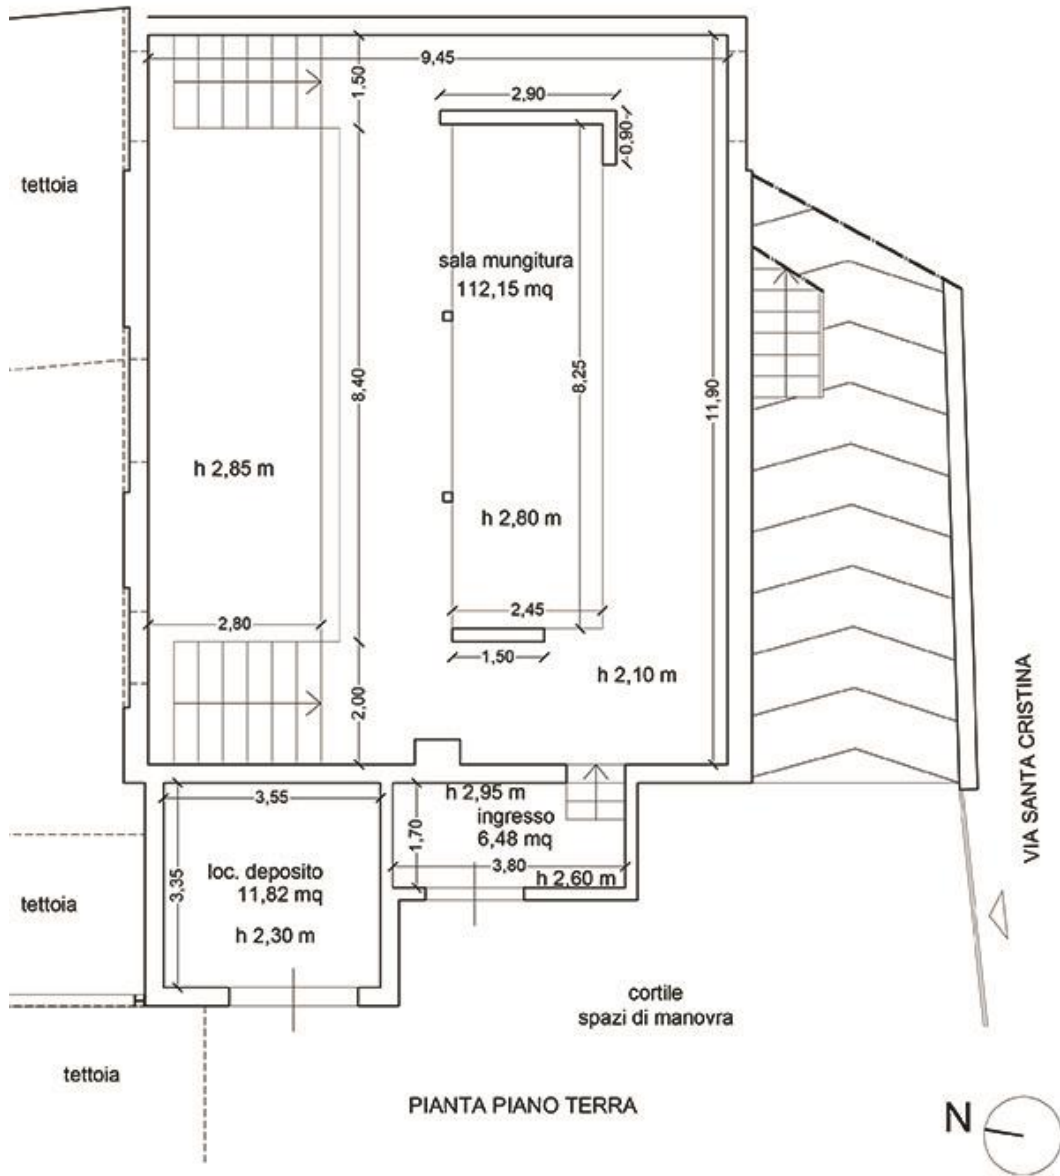 9,45
1,50
2,90
0,90
tettoia
sala mungitura
112,15 mq
8,40
8,25
11,90
h 2,85 m
h 2,80 m
2,80
2,45
1,50
h 2,10 m
2,00
VIA SANTA CRISTINA
3,55
h 2,95 m
ingresso
6,48 mq
1,70
3,80
h 2,60 m
3,35
loc. deposito
11,82 mq
h 2,30 m
tettoia
cortile
spazi di manovra
tettoia
PIANTA PIANO TERRA
N